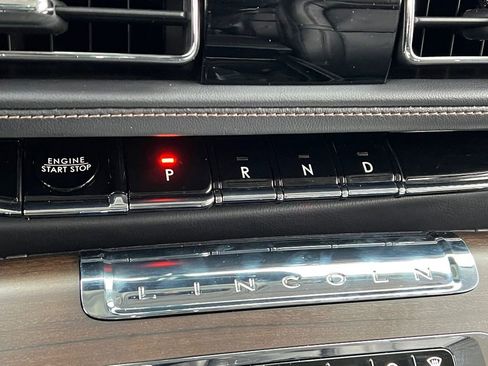 ENGINE
START STOP
P R N D
LINCOLN